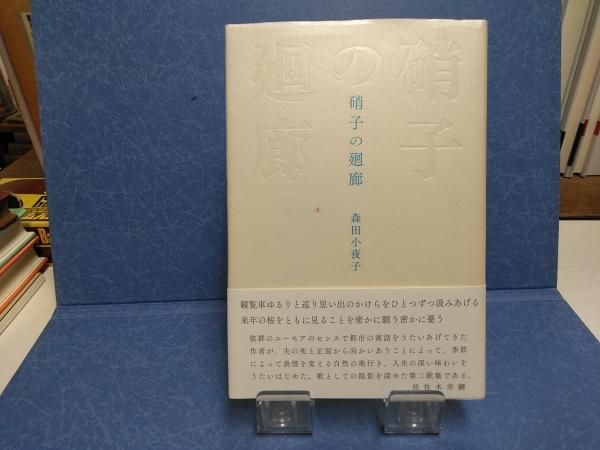 硝子
の
廻廊
硝子の廻廊
森田小夜子
観覧車ゆるりと巡り思い出のかけらをひとつずつ汲みあげる
来年の桜をともに見ることを密かに願う密かに憂う
抜群のユーモアのセンスで都市の寓話をうたいあげてきた
作者が、夫の死と正面から向かいあうことによって、季節
によって表情を変える自然の奥行き、人生の深い味わいを
うたいはじめた。歌としての陰影を深めた第二歌集である。
佐佐木幸綱